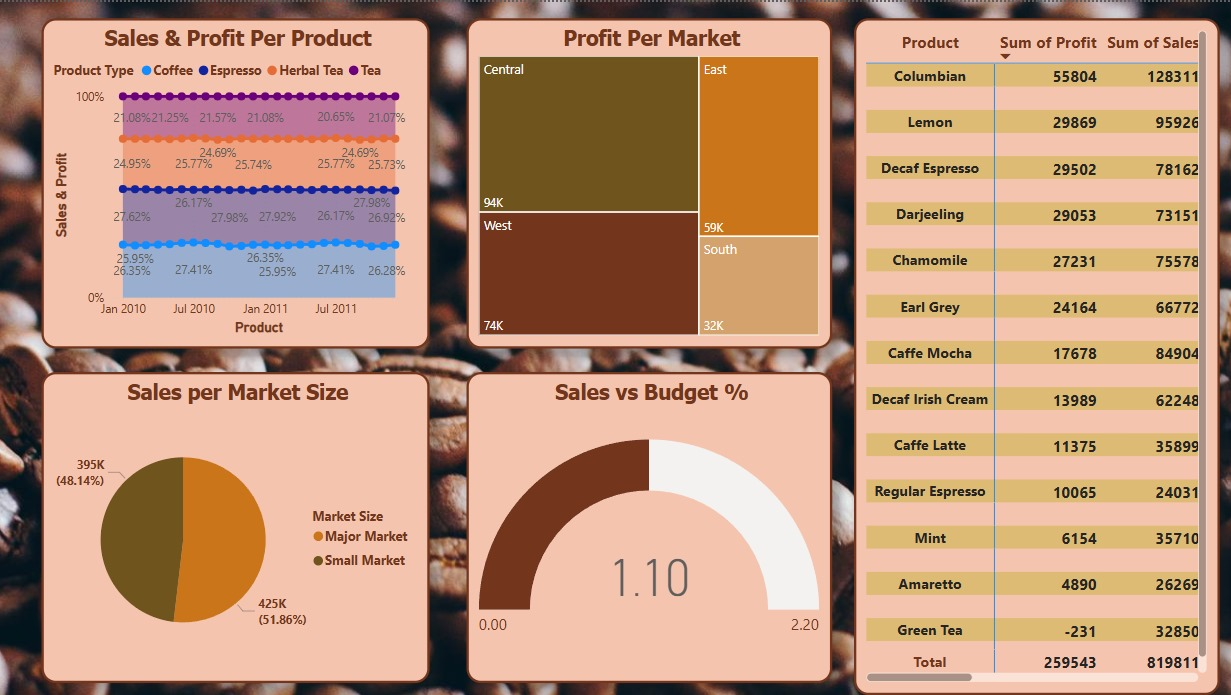 Sales & Profit Per Product
Product Type Coffee Espresso Herbal Tea Tea
100%
21.08% 21.25% 21.57% 21.08% 20.65% 21.07%
24.69% 24.69%
24.95% 25.77% 25.74% 25.77% 25.73%
26.17% 27.98%
27.62% 27.98% 27.92% 26.17% 26.92%
25.95% 26.35%
26.35% 27.41% 25.95% 27.41% 26.28%
0%
Jan 2010 Jul 2010 Jan 2011 Jul 2011
Sales & Profit
Product
Profit Per Market
Central
94K
East
59K
West
74K
South
32K
Sales per Market Size
395K
(48.14%)
Market Size
Major Market
Small Market
425K
(51.86%)
Sales vs Budget %
1.10
0.00 2.20
Product Sum of Profit Sum of Sales
Columbian 55804 128311
Lemon 29869 95926
Decaf Espresso 29502 78162
Darjeeling 29053 73151
Chamomile 27231 75578
Earl Grey 24164 66772
Caffe Mocha 17678 84904
Decaf Irish Cream 13989 62248
Caffe Latte 11375 35899
Regular Espresso 10065 24031
Mint 6154 35710
Amaretto 4890 26269
Green Tea -231 32850
Total 259543 819811